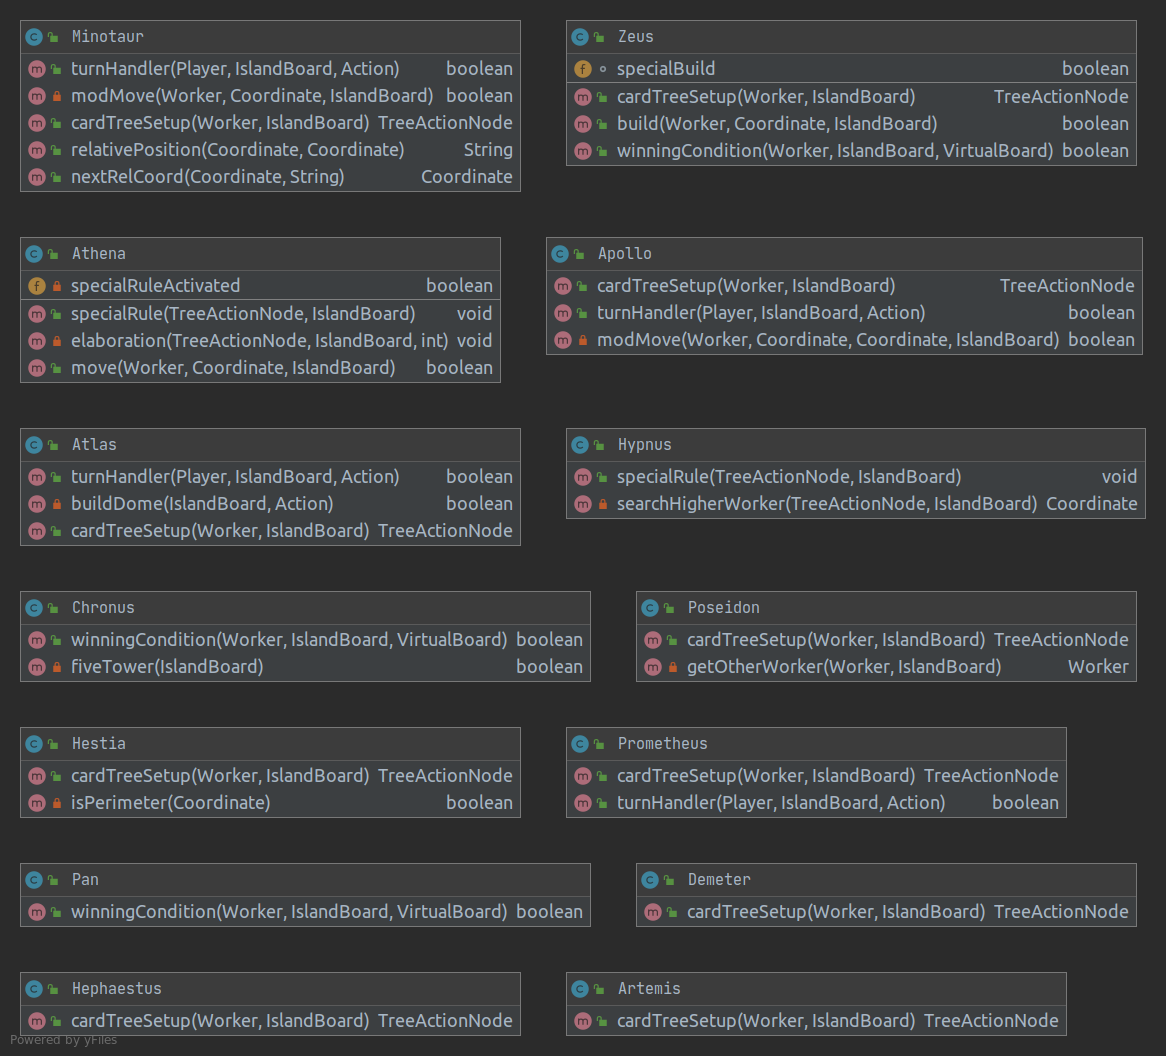 Minotaur
turnHandler(Player, IslandBoard, Action) boolean
modMove(Worker, Coordinate, IslandBoard) boolean
cardTreeSetup(Worker, IslandBoard) TreeActionNode
relativePosition(Coordinate, Coordinate) String
nextRelCoord(Coordinate, String) Coordinate
Zeus
specialBuild boolean
cardTreeSetup(Worker, IslandBoard) TreeActionNode
build(Worker, Coordinate, IslandBoard) boolean
winningCondition(Worker, IslandBoard, VirtualBoard) boolean
Athena
specialRuleActivated boolean
specialRule(TreeActionNode, IslandBoard) void
elaboration(TreeActionNode, IslandBoard, int) void
move(Worker, Coordinate, IslandBoard) boolean
Apollo
cardTreeSetup(Worker, IslandBoard) TreeActionNode
turnHandler(Player, IslandBoard, Action) boolean
modMove(Worker, Coordinate, Coordinate, IslandBoard) boolean
Atlas
turnHandler(Player, IslandBoard, Action) boolean
buildDome(IslandBoard, Action) boolean
cardTreeSetup(Worker, IslandBoard) TreeActionNode
Hypnus
specialRule(TreeActionNode, IslandBoard) void
searchHigherWorker(TreeActionNode, IslandBoard) Coordinate
Chronus
winningCondition(Worker, IslandBoard, VirtualBoard) boolean
fiveTower(IslandBoard) boolean
Poseidon
cardTreeSetup(Worker, IslandBoard) TreeActionNode
getOtherWorker(Worker, IslandBoard) Worker
Hestia
cardTreeSetup(Worker, IslandBoard) TreeActionNode
isPerimeter(Coordinate) boolean
Prometheus
cardTreeSetup(Worker, IslandBoard) TreeActionNode
turnHandler(Player, IslandBoard, Action) boolean
Pan
winningCondition(Worker, IslandBoard, VirtualBoard) boolean
Demeter
cardTreeSetup(Worker, IslandBoard) TreeActionNode
Hephaestus
cardTreeSetup(Worker, IslandBoard) TreeActionNode
Artemis
cardTreeSetup(Worker, IslandBoard) TreeActionNode
Powered by yFiles